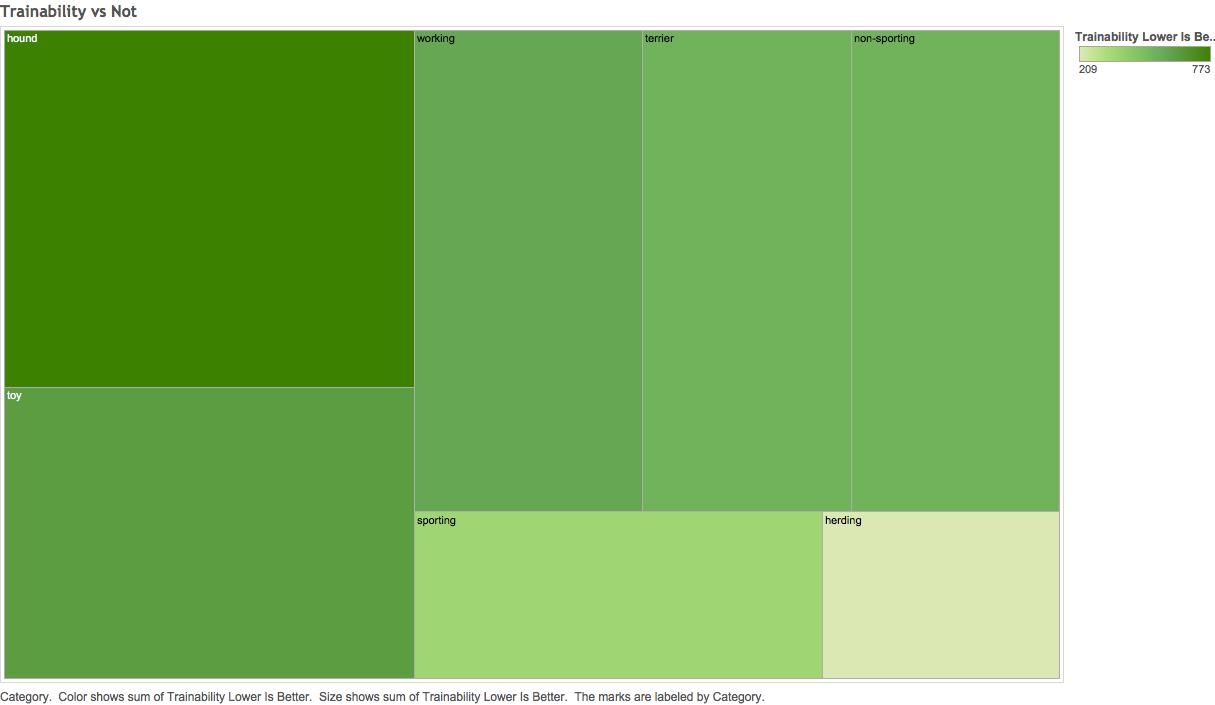 Trainability vs Not
hound
working
terrier
non-sporting
Trainability Lower Is Be..
209
773
toy
sporting
herding
Category.  Color shows sum of Trainability Lower Is Better.  Size shows sum of Trainability Lower Is Better.  The marks are labeled by Category.